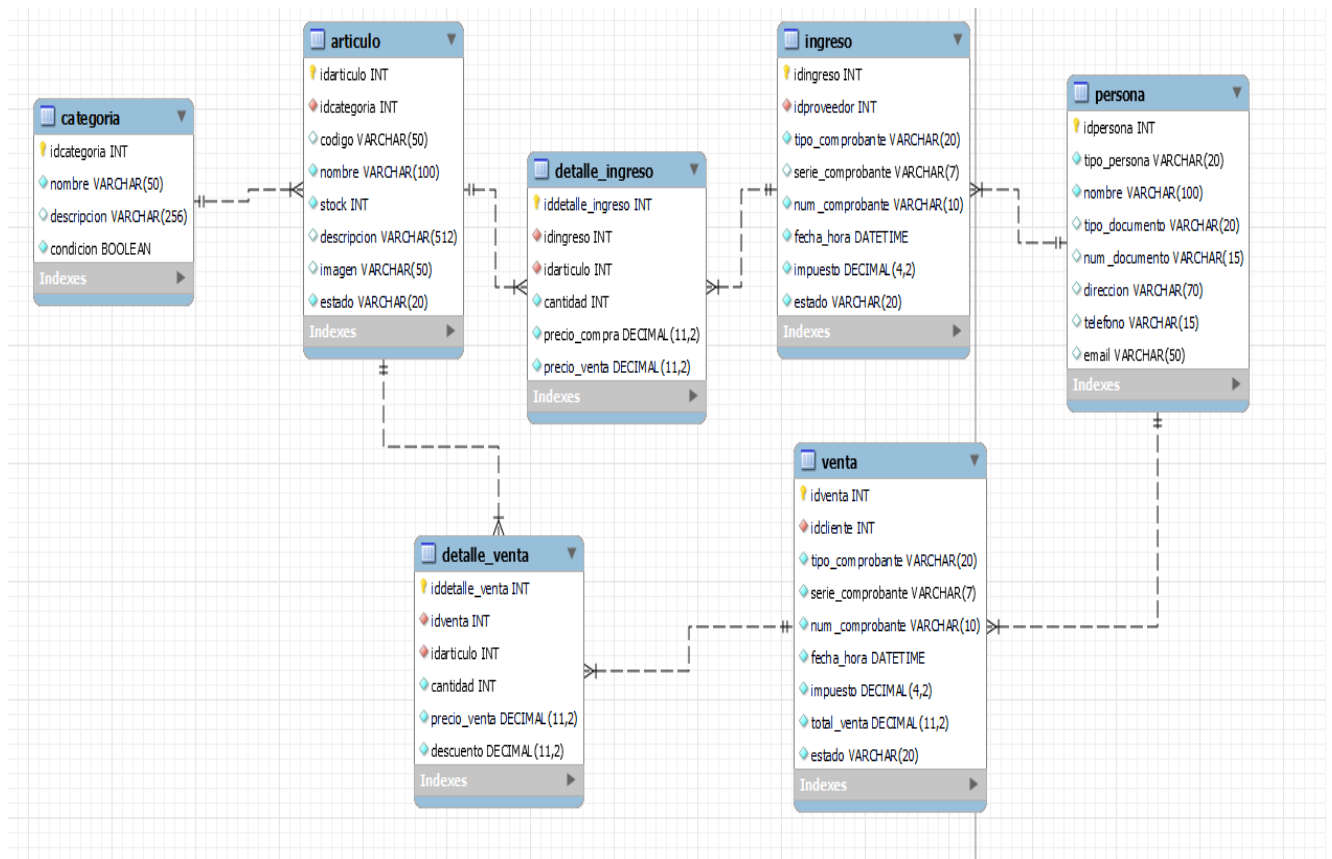 categoria
idcategoria INT
nombre VARCHAR(50)
descripcion VARCHAR(256)
condicion BOOLEAN
Indexes
articulo
idarticulo INT
idcategoria INT
codigo VARCHAR(50)
nombre VARCHAR(100)
stock INT
descripcion VARCHAR(512)
imagen VARCHAR(50)
estado VARCHAR(20)
Indexes
detalle_ingreso
iddetalle_ingreso INT
idingreso INT
idarticulo INT
cantidad INT
precio_compra DECIMAL(11,2)
precio_venta DECIMAL(11,2)
Indexes
ingreso
idingreso INT
idproveedor INT
tipo_comprobante VARCHAR(20)
serie_comprobante VARCHAR(7)
num_comprobante VARCHAR(10)
fecha_hora DATETIME
impuesto DECIMAL(4,2)
estado VARCHAR(20)
Indexes
persona
idpersona INT
tipo_persona VARCHAR(20)
nombre VARCHAR(100)
tipo_documento VARCHAR(20)
num_documento VARCHAR(15)
direccion VARCHAR(70)
telefono VARCHAR(15)
email VARCHAR(50)
Indexes
detalle_venta
iddetalle_venta INT
idventa INT
idarticulo INT
cantidad INT
precio_venta DECIMAL(11,2)
descuento DECIMAL(11,2)
Indexes
venta
idventa INT
idcliente INT
tipo_comprobante VARCHAR(20)
serie_comprobante VARCHAR(7)
num_comprobante VARCHAR(10)
fecha_hora DATETIME
impuesto DECIMAL(4,2)
total_venta DECIMAL(11,2)
estado VARCHAR(20)
Indexes